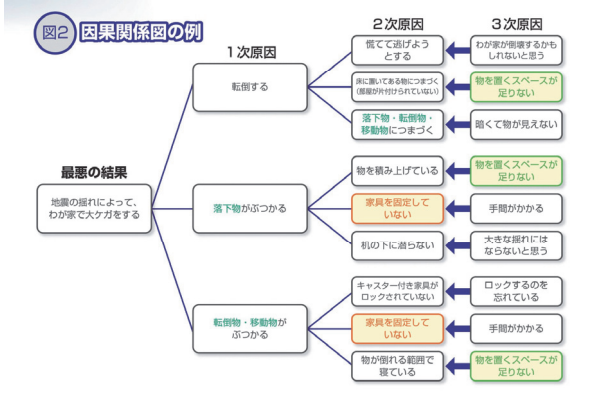 図2 因果関係図の例
1次原因
2次原因
3次原因
最悪の結果
地震の揺れによって、
わが家で大ケガをする
転倒する
慌てて逃げよう
とする
わが家が倒壊するかも
しれないと思う
床に置いてある物につまづく
(部屋が片付けられていない)
物を置くスペースが
足りない
落下物・転倒物・
移動物につまづく
暗くて物が見えない
落下物がぶつかる
物を積み上げている
物を置くスペースが
足りない
家具を固定して
いない
手間がかかる
机の下に潜らない
大きな揺れには
ならないと思う
転倒物・移動物が
ぶつかる
キャスター付き家具が
ロックされていない
ロックするのを
忘れている
家具を固定して
いない
手間がかかる
物が倒れる範囲で
寝ている
物を置くスペースが
足りない